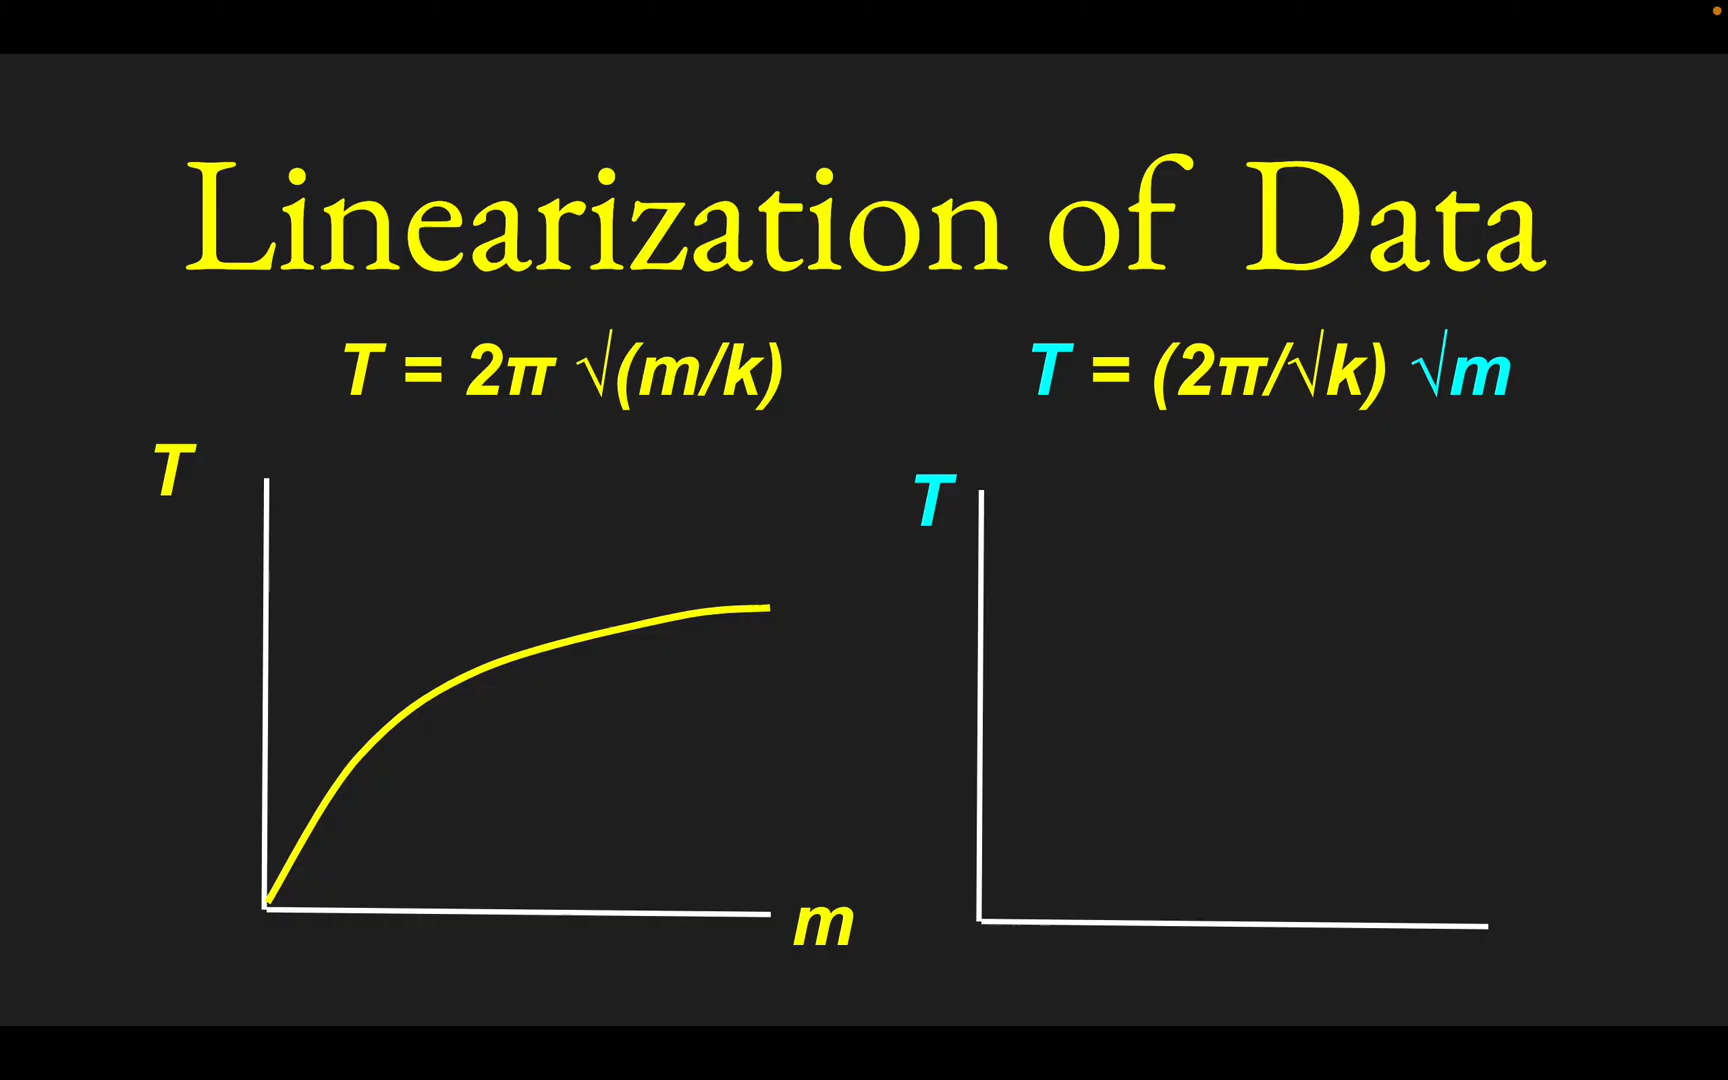 Linearization of Data
T = 2π √(m/k)
T = (2π/√k) √m
T
T
m